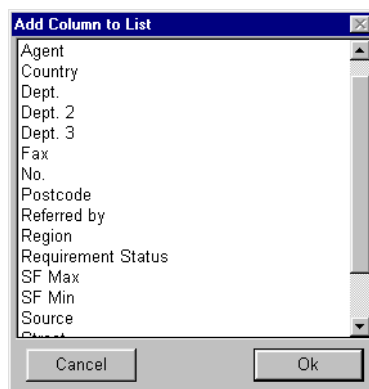 Add Column to List
Agent
Country
Dept.
Dept. 2
Dept. 3
Fax
No.
Postcode
Referred by
Region
Requirement Status
SF Max
SF Min
Source
Cancel
Ok